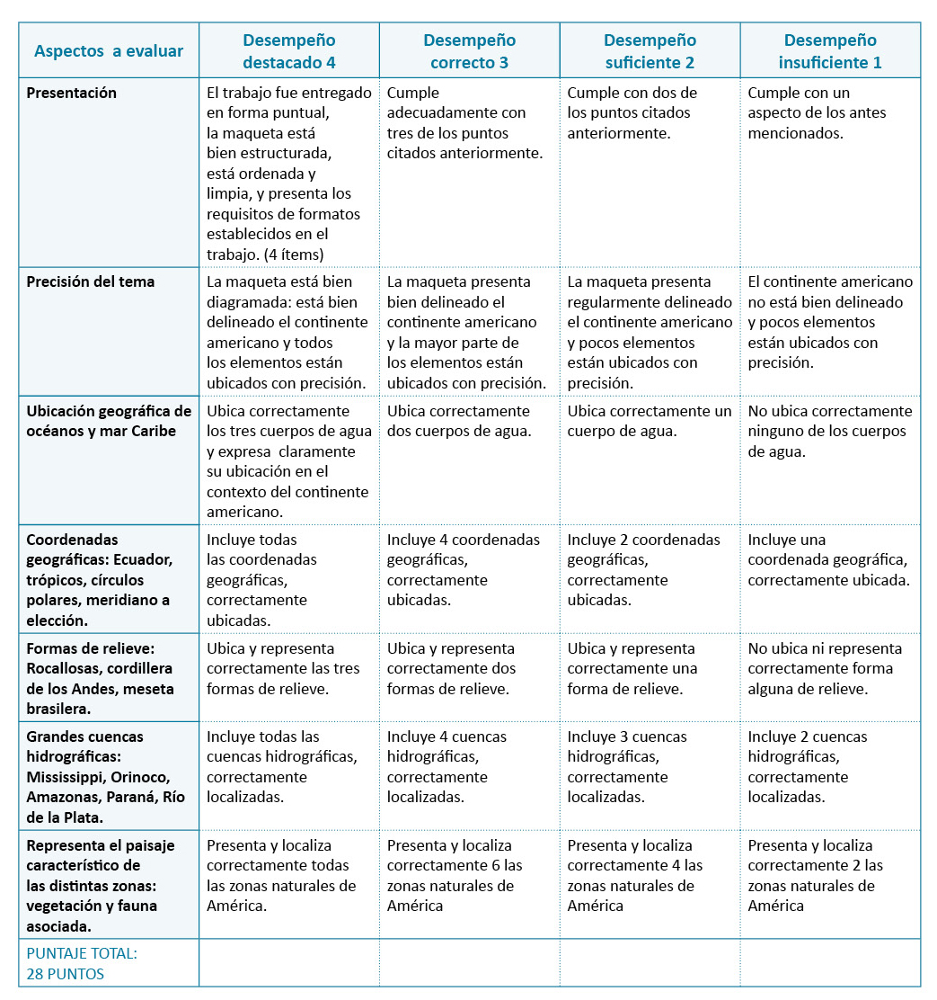 Aspectos a evaluar
Desempeño
destacado 4
Desempeño
correcto 3
Desempeño
suficiente 2
Desempeño
insuficiente 1
Presentación
El trabajo fue entregado
en forma puntual,
la maqueta está
bien estructurada,
está ordenada y
limpia, y presenta los
requisitos de formatos
establecidos en el
trabajo. (4 ítems)
Cumple
adecuadamente con
tres de los puntos
citados anteriormente.
Cumple con dos de
los puntos citados
anteriormente.
Cumple con un
aspecto de los antes
mencionados.
Precisión del tema
La maqueta está bien
diagramada: está bien
delineado el continente
americano y todos
los elementos están
ubicados con precisión.
La maqueta presenta
bien delineado el
continente americano
y la mayor parte de
los elementos están
ubicados con precisión.
La maqueta presenta
regularmente delineado
el continente americano
y pocos elementos
están ubicados con
precisión.
El continente americano
no está bien delineado
y pocos elementos
están ubicados con
precisión.
Ubicación geográfica de
océanos y mar Caribe
Ubica correctamente
los tres cuerpos de agua
y expresa claramente
su ubicación en el
contexto del continente
americano.
Ubica correctamente
dos cuerpos de agua.
Ubica correctamente un
cuerpo de agua.
No ubica correctamente
ninguno de los cuerpos
de agua.
Coordenadas
geográficas: Ecuador,
trópicos, círculos
polares, meridiano a
elección.
Incluye todas
las coordenadas
geográficas,
correctamente
ubicadas.
Incluye 4 coordenadas
geográficas,
correctamente
ubicadas.
Incluye 2 coordenadas
geográficas,
correctamente
ubicadas.
Incluye una
coordenada geográfica,
correctamente ubicada.
Formas de relieve:
Rocallosas, cordillera
de los Andes, meseta
brasilera.
Ubica y representa
correctamente las tres
formas de relieve.
Ubica y representa
correctamente dos
formas de relieve.
Ubica y representa
correctamente una
forma de relieve.
No ubica ni representa
correctamente forma
alguna de relieve.
Grandes cuencas
hidrográficas:
Mississippi, Orinoco,
Amazonas, Paraná, Río
de la Plata.
Incluye todas las
cuencas hidrográficas,
correctamente
localizadas.
Incluye 4 cuencas
hidrográficas,
correctamente
localizadas.
Incluye 3 cuencas
hidrográficas,
correctamente
localizadas.
Incluye 2 cuencas
hidrográficas,
correctamente
localizadas.
Representa el paisaje
característico de
las distintas zonas:
vegetación y fauna
asociada.
Presenta y localiza
correctamente todas
las zonas naturales de
América.
Presenta y localiza
correctamente 6 las
zonas naturales de
América
Presenta y localiza
correctamente 4 las
zonas naturales de
América
Presenta y localiza
correctamente 2 las
zonas naturales de
América
PUNTAJE TOTAL:
28 PUNTOS